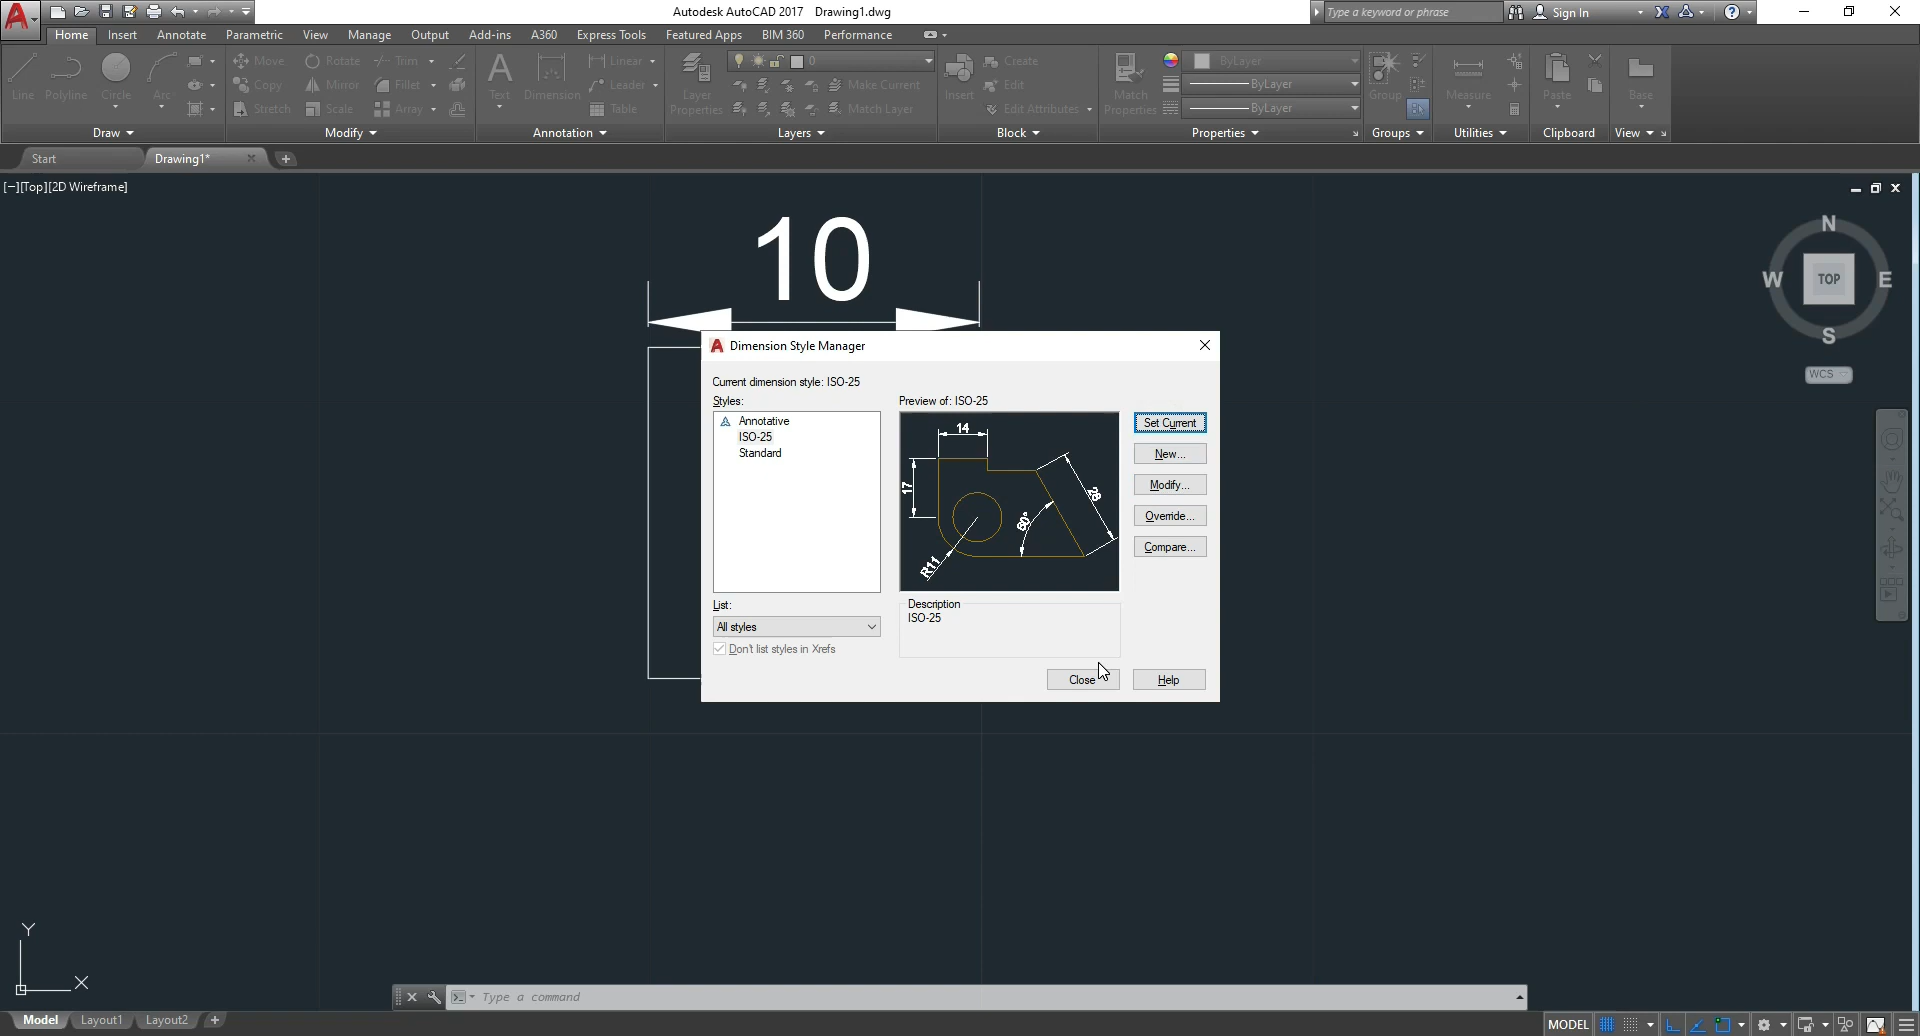 Autodesk AutoCAD 2017 Drawing1.dwg
Type a keyword or phrase
Sign In
Home Insert Annotate Parametric View Manage Output Add-ins A360 Express Tools Featured Apps BIM 360 Performance
Line Polyline Circle Arc
Move Rotate Trim
Copy Mirror Fillet
Stretch Scale Array
Text Dimension
Linear
Leader
Table
Layer Properties
0
Make Current
Match Layer
Insert
Create
Edit
Edit Attributes
Match Properties
ByLayer
ByLayer
ByLayer
Group
Measure
Paste
Base
Draw Modify Annotation Layers Block Properties Groups Utilities Clipboard View
Start Drawing1*
[−][Top][2D Wireframe]
10
N
W TOP E
S
WCS
Dimension Style Manager
Current dimension style: ISO-25
Styles:
Annotative
ISO-25
Standard
Preview of: ISO-25
14
17
28
60°
R11
Set Current
New...
Modify...
Override...
Compare...
List:
All styles
Don't list styles in Xrefs
Description
ISO-25
Close Help
Y
X
Type a command
Model Layout1 Layout2
MODEL